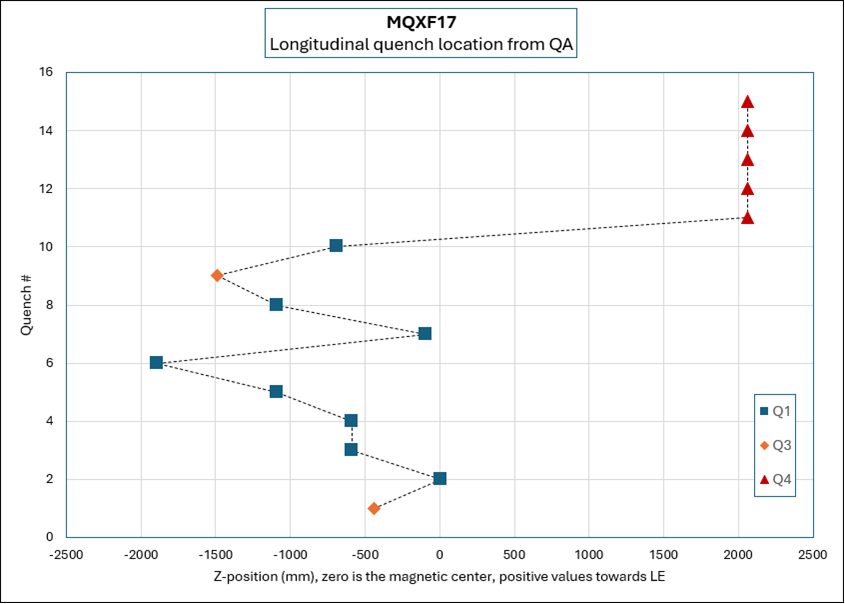 MQXF17
Longitudinal quench location from QA
16
14
12
10
8
6
4
2
0
Quench #
-2500 -2000 -1500 -1000 -500 0 500 1000 1500 2000 2500
Z-position (mm), zero is the magnetic center, positive values towards LE
Q1
Q3
Q4